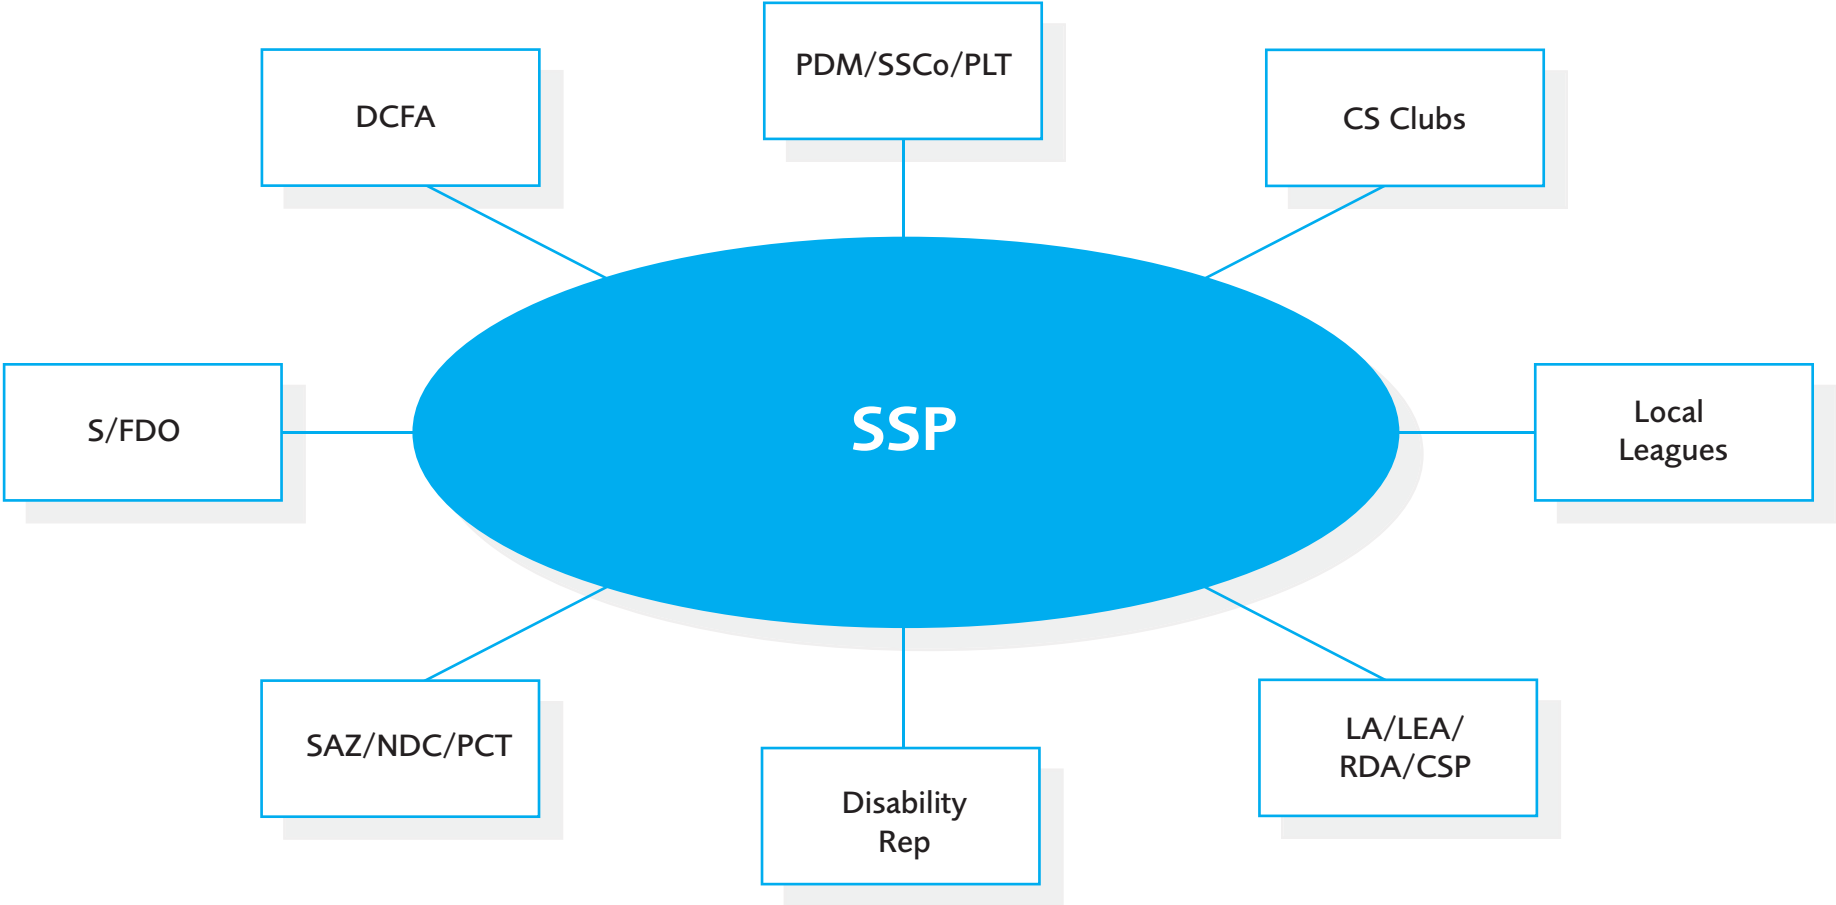 PDM/SSCo/PLT
DCFA
CS Clubs
S/FDO
SSP
Local
Leagues
SAZ/NDC/PCT
LA/LEA/
RDA/CSP
Disability
Rep